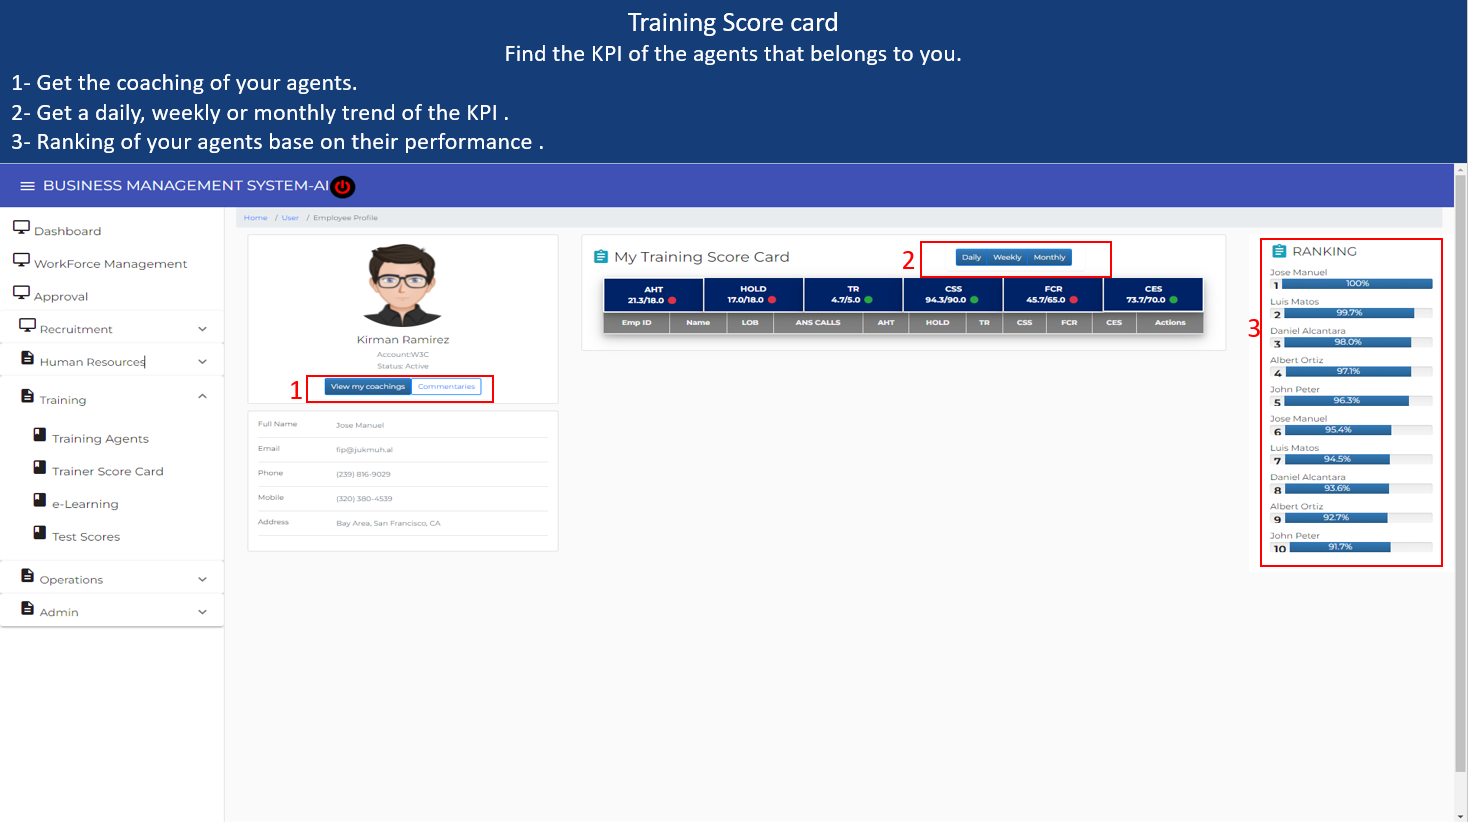 Training Score card
Find the KPI of the agents that belongs to you.
1- Get the coaching of your agents.
2- Get a daily, weekly or monthly trend of the KPI .
3- Ranking of your agents base on their performance .
BUSINESS MANAGEMENT SYSTEM-AI
Dashboard
WorkForce Management
Approval
Recruitment
Human Resources
Training
Training Agents
Trainer Score Card
e-Learning
Test Scores
Operations
Admin
Home / User / Employee Profile
Kirman Ramirez
Account:W3C
Status: Active
1
View my coachings Commentaries
Full Name Jose Manuel
Email fip@jukmuh.al
Phone (239) 816-9029
Mobile (320) 380-4539
Address Bay Area, San Francisco, CA
My Training Score Card
2
Daily Weekly Monthly
AHT HOLD TR CSS FCR CES
21.3/18.0 17.0/18.0 4.7/5.0 94.3/90.0 45.7/65.0 73.7/70.0
Emp ID Name LOB ANS CALLS AHT HOLD TR CSS FCR CES Actions
3
RANKING
Jose Manuel
1 100%
Luis Matos
2 99.7%
Daniel Alcantara
3 98.0%
Albert Ortiz
4 97.1%
John Peter
5 96.3%
Jose Manuel
6 95.4%
Luis Matos
7 94.5%
Daniel Alcantara
8 93.6%
Albert Ortiz
9 92.7%
John Peter
10 91.7%